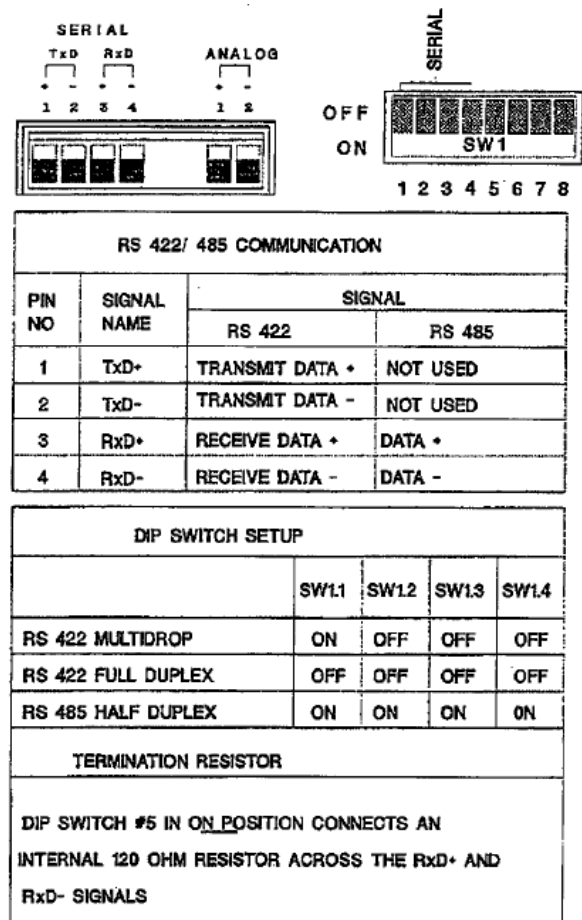 SERIAL
TxD RxD ANALOG
+ - + - + -
1 2 3 4 1 2
SERIAL
OFF
ON
SW1
1 2 3 4 5 6 7 8
RS 422/ 485 COMMUNICATION
PIN NO SIGNAL NAME SIGNAL
RS 422 RS 485
1 TxD+ TRANSMIT DATA + NOT USED
2 TxD- TRANSMIT DATA - NOT USED
3 RxD+ RECEIVE DATA + DATA +
4 RxD- RECEIVE DATA - DATA -
DIP SWITCH SETUP
SW1.1 SW1.2 SW1.3 SW1.4
RS 422 MULTIDROP ON OFF OFF OFF
RS 422 FULL DUPLEX OFF OFF OFF OFF
RS 485 HALF DUPLEX ON ON ON ON
TERMINATION RESISTOR
DIP SWITCH #5 IN ON POSITION CONNECTS AN
INTERNAL 120 OHM RESISTOR ACROSS THE RxD+ AND
RxD- SIGNALS